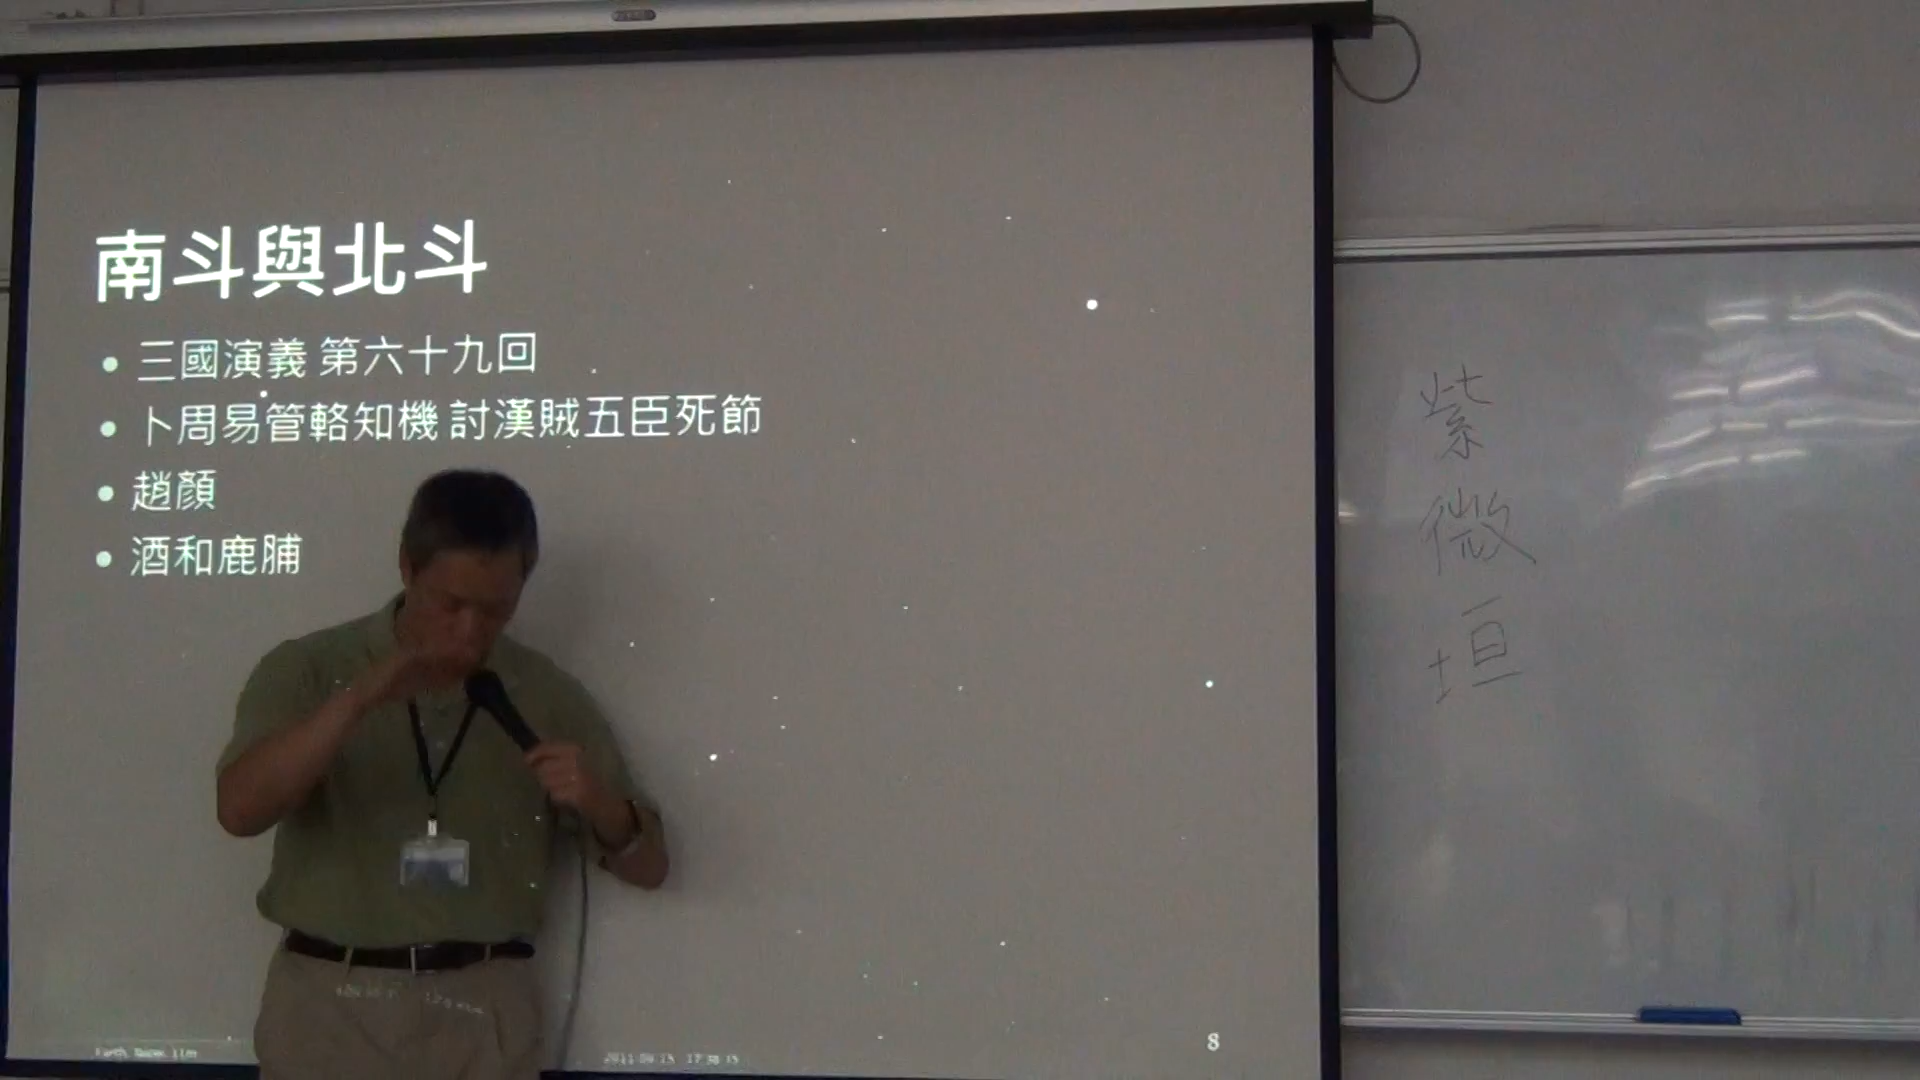 南斗與北斗
三國演義 第六十九回
卜周易管輅知機 討漢賊五臣死節
趙顏
酒和鹿脯
8
紫微垣